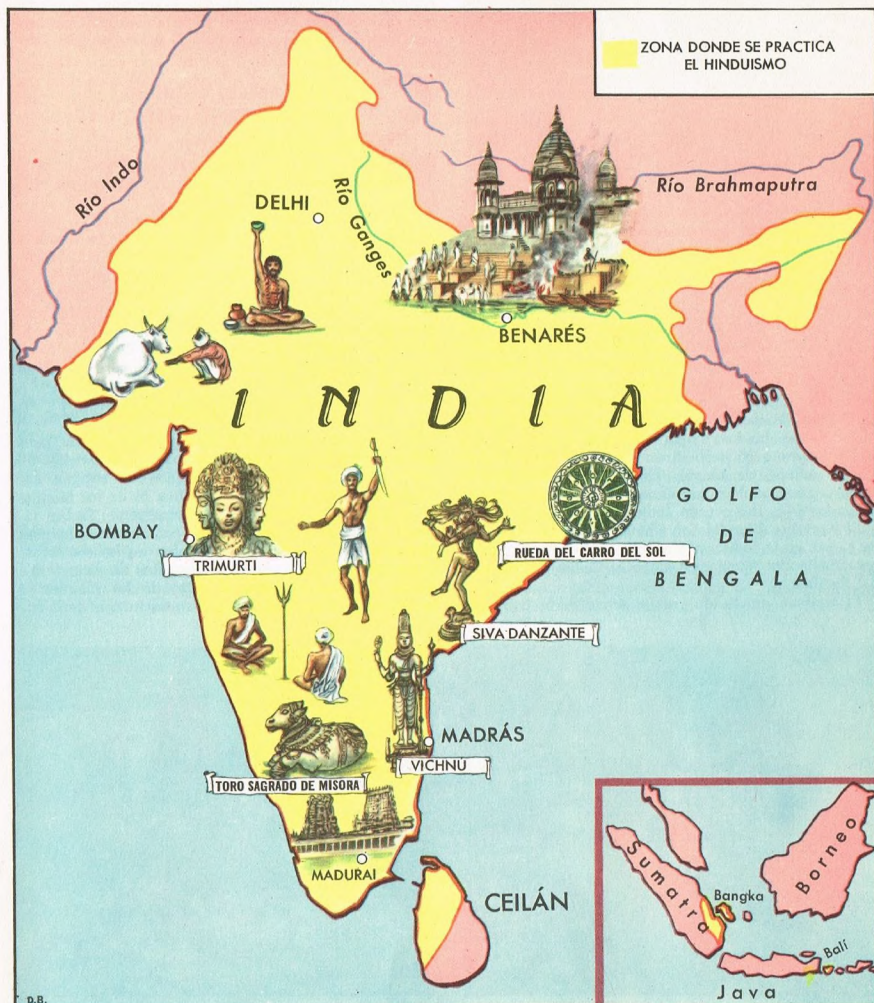 ZONA DONDE SE PRACTICA
EL HINDUISMO
Río Indo
DELHI
Río Ganges
Río Brahmaputra
BENARÉS
INDIA
BOMBAY
TRIMURTI
RUEDA DEL CARRO DEL SOL
GOLFO
DE
BENGALA
SIVA DANZANTE
MADRÁS
VICHNÚ
TORO SAGRADO DE MISORA
MADURAI
CEILÁN
Sumatra
Bangka
Borneo
Balí
Java
D.B.